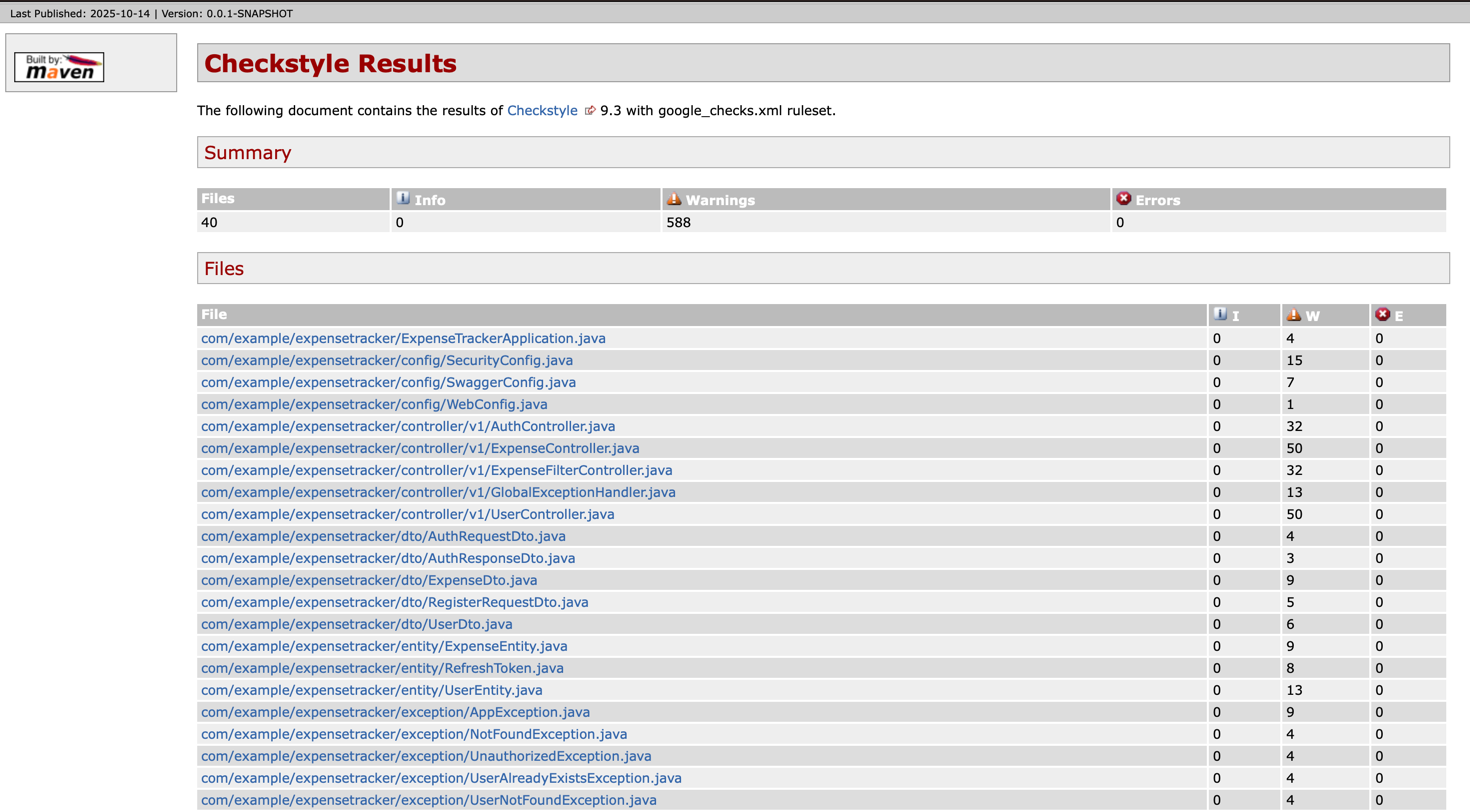 Last Published: 2025-10-14 | Version: 0.0.1-SNAPSHOT
Built by:
maven
Checkstyle Results
The following document contains the results of Checkstyle 9.3 with google_checks.xml ruleset.
Summary
Files Info Warnings Errors
40 0 588 0
Files
File I W E
com/example/expensetracker/ExpenseTrackerApplication.java 0 4 0
com/example/expensetracker/config/SecurityConfig.java 0 15 0
com/example/expensetracker/config/SwaggerConfig.java 0 7 0
com/example/expensetracker/config/WebConfig.java 0 1 0
com/example/expensetracker/controller/v1/AuthController.java 0 32 0
com/example/expensetracker/controller/v1/ExpenseController.java 0 50 0
com/example/expensetracker/controller/v1/ExpenseFilterController.java 0 32 0
com/example/expensetracker/controller/v1/GlobalExceptionHandler.java 0 13 0
com/example/expensetracker/controller/v1/UserController.java 0 50 0
com/example/expensetracker/dto/AuthRequestDto.java 0 4 0
com/example/expensetracker/dto/AuthResponseDto.java 0 3 0
com/example/expensetracker/dto/ExpenseDto.java 0 9 0
com/example/expensetracker/dto/RegisterRequestDto.java 0 5 0
com/example/expensetracker/dto/UserDto.java 0 6 0
com/example/expensetracker/entity/ExpenseEntity.java 0 9 0
com/example/expensetracker/entity/RefreshToken.java 0 8 0
com/example/expensetracker/entity/UserEntity.java 0 13 0
com/example/expensetracker/exception/AppException.java 0 9 0
com/example/expensetracker/exception/NotFoundException.java 0 4 0
com/example/expensetracker/exception/UnauthorizedException.java 0 4 0
com/example/expensetracker/exception/UserAlreadyExistsException.java 0 4 0
com/example/expensetracker/exception/UserNotFoundException.java 0 4 0